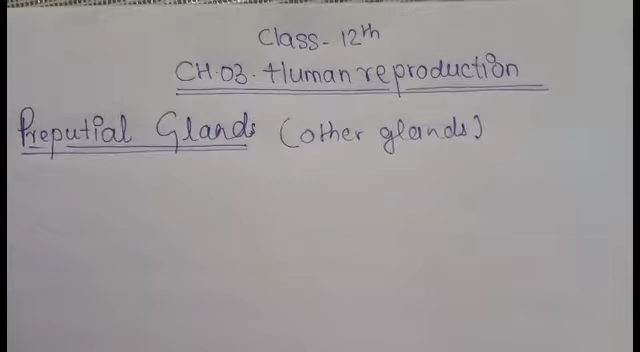 Class - 12th
CH.03. Human reproduction
Preputial Glands (other glands)